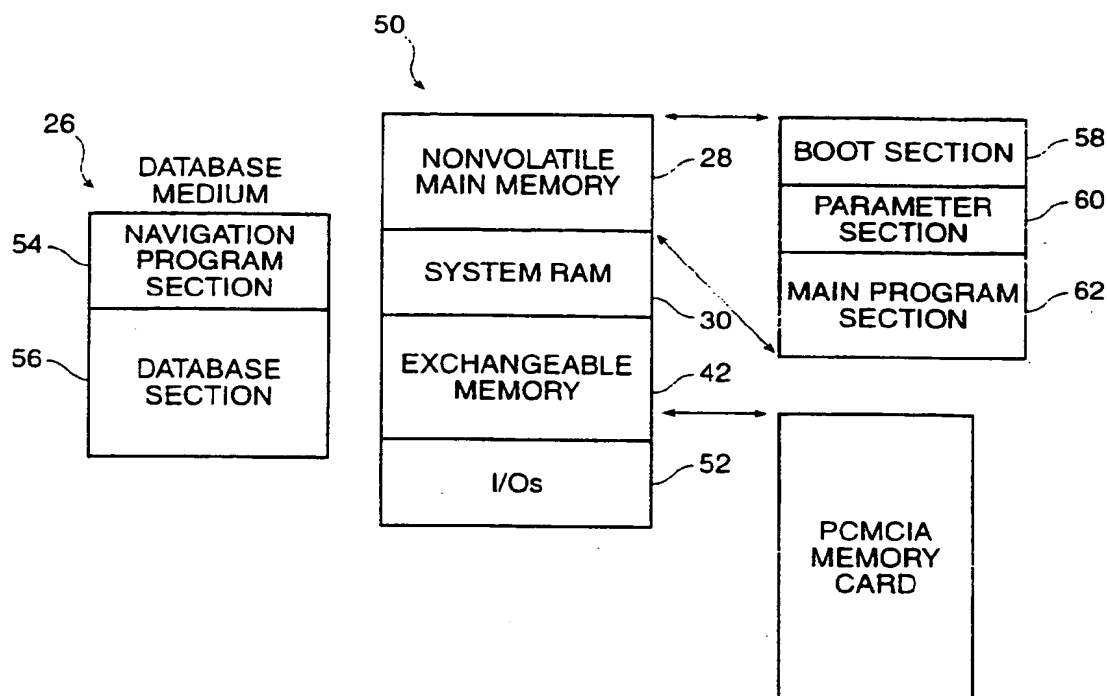 50
26
DATABASE
MEDIUM
54
NAVIGATION
PROGRAM
SECTION
56
DATABASE
SECTION
NONVOLATILE
MAIN MEMORY
28
SYSTEM RAM
30
EXCHANGEABLE
MEMORY
42
I/Os
52
BOOT SECTION
58
PARAMETER
SECTION
60
MAIN PROGRAM
SECTION
62
PCMCIA
MEMORY
CARD